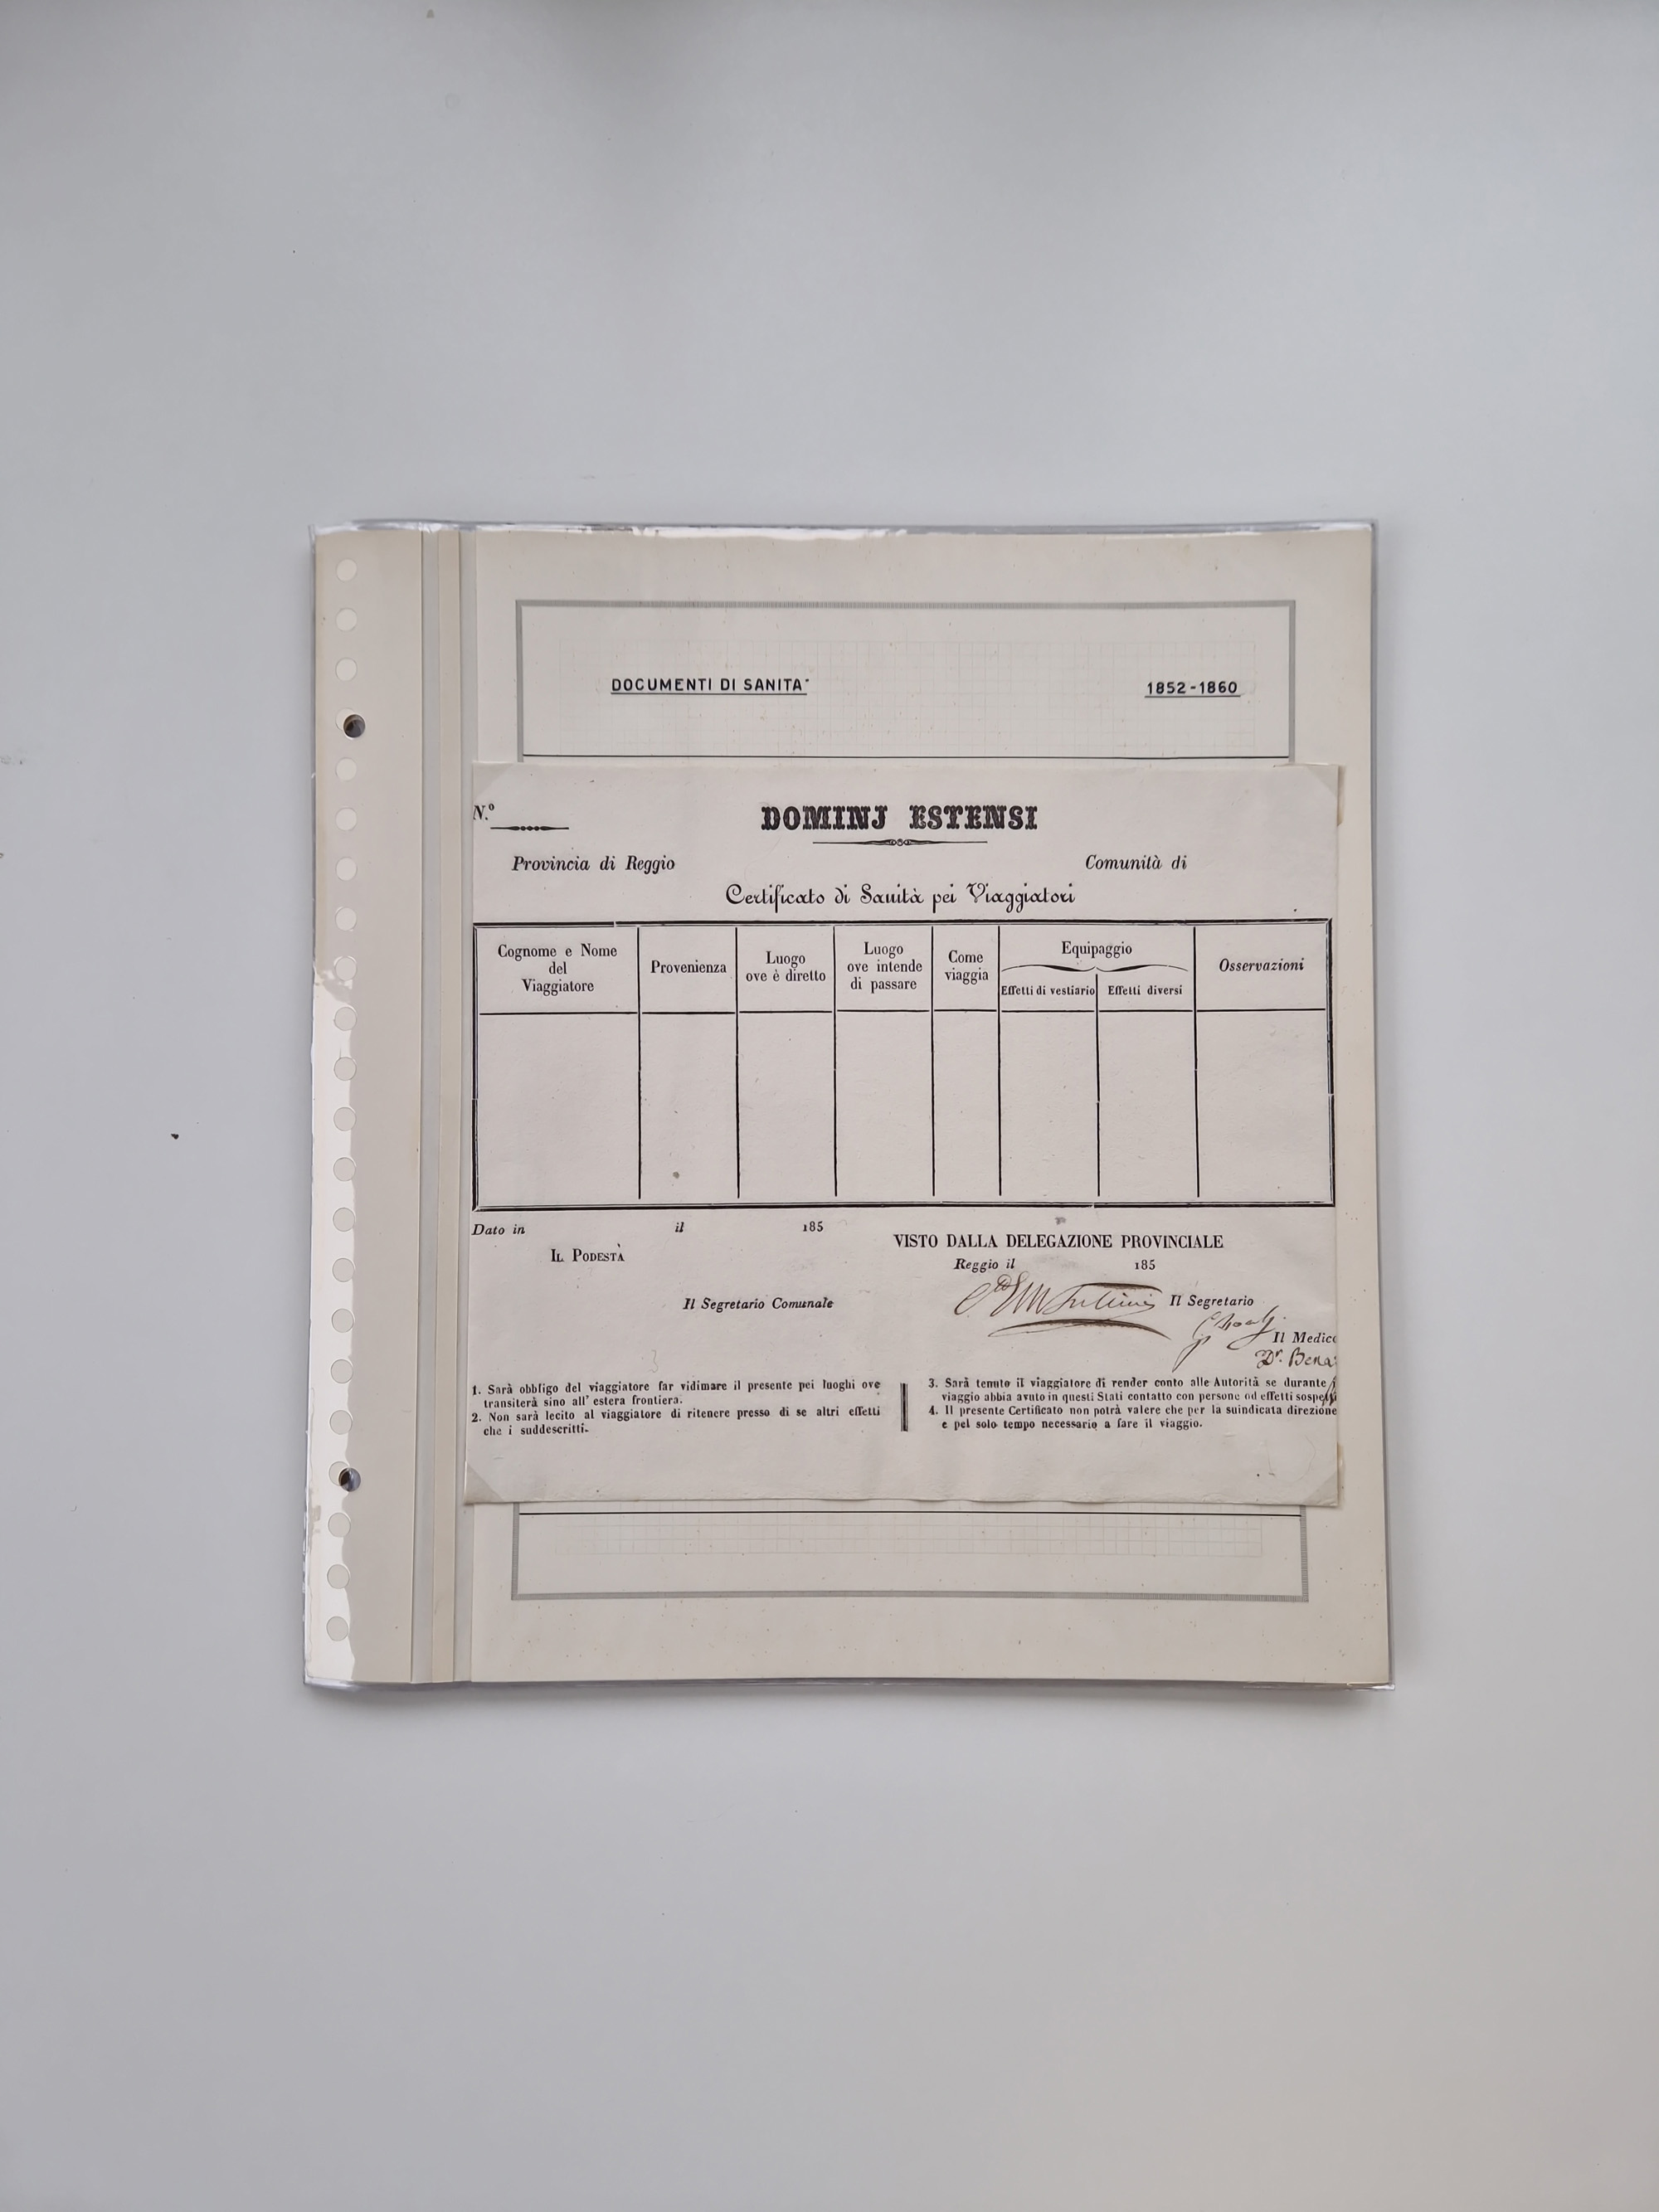 DOCUMENTI DI SANITA'
1852-1860
N.º
DOMINJ ESTENSI
Provincia di Reggio
Comunità di
Certificato di Sanità pei Viaggiatori
Cognome e Nome
del
Viaggiatore
Provenienza
Luogo
ove è diretto
Luogo
ove intende
di passare
Come
viaggia
Equipaggio
Effetti di vestiario
Effetti diversi
Osservazioni
Dato in il 185
IL PODESTÀ
Il Segretario Comunale
VISTO DALLA DELEGAZIONE PROVINCIALE
Reggio il 185
Il Segretario
Il Medico
Dr. Bena
1. Sarà obbligo del viaggiatore far vidimare il presente pei luoghi ove
transiterà sino all' estera frontiera.
2. Non sarà lecito al viaggiatore di ritenere presso di se altri effetti
che i suddescritti.
3. Sarà tenuto il viaggiatore di render conto alle Autorità se durante
viaggio abbia avuto in questi Stati contatto con persone od effetti sospetti
4. Il presente Certificato non potrà valere che per la suindicata direzione
e pel solo tempo necessario a fare il viaggio.